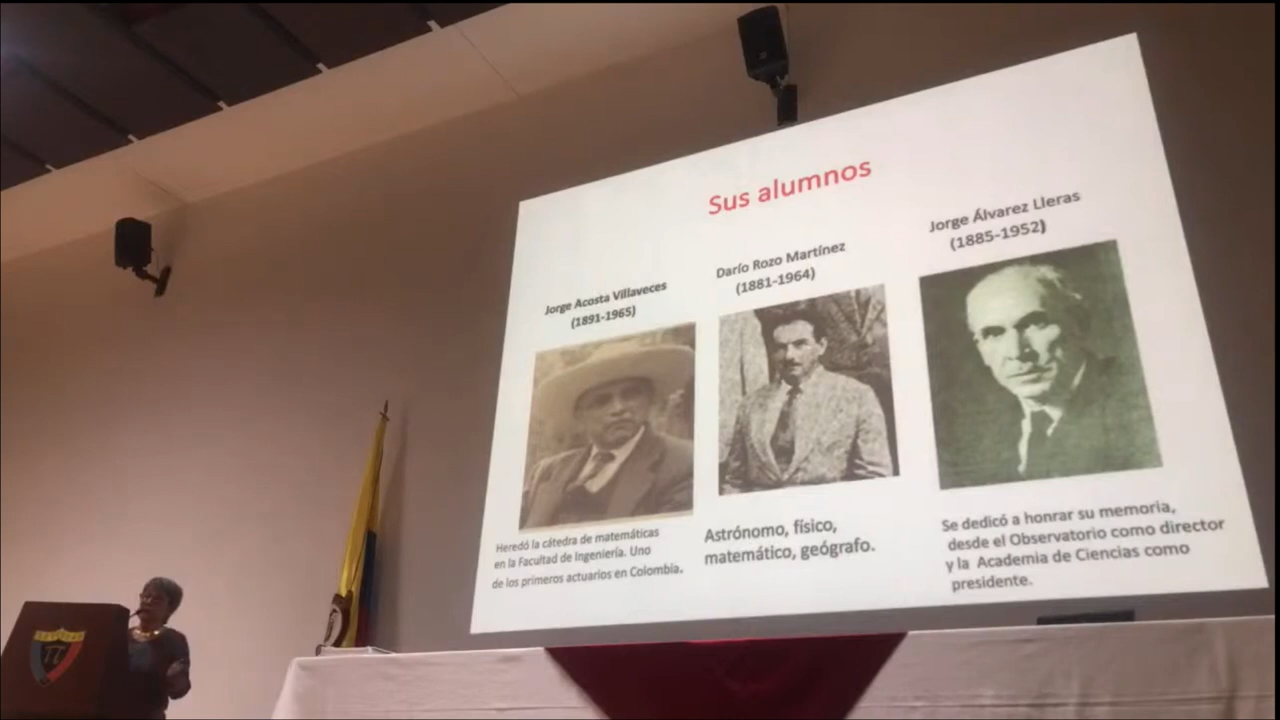 Sus alumnos
Jorge Acosta Villaveces
(1891-1965)
Heredó la cátedra de matemáticas
en la Facultad de Ingeniería. Uno
de los primeros actuarios en Colombia.
Darío Rozo Martínez
(1881-1964)
Astrónomo, físico,
matemático, geógrafo.
Jorge Álvarez Lleras
(1885-1952)
Se dedicó a honrar su memoria,
desde el Observatorio como director
y la Academia de Ciencias como
presidente.
π